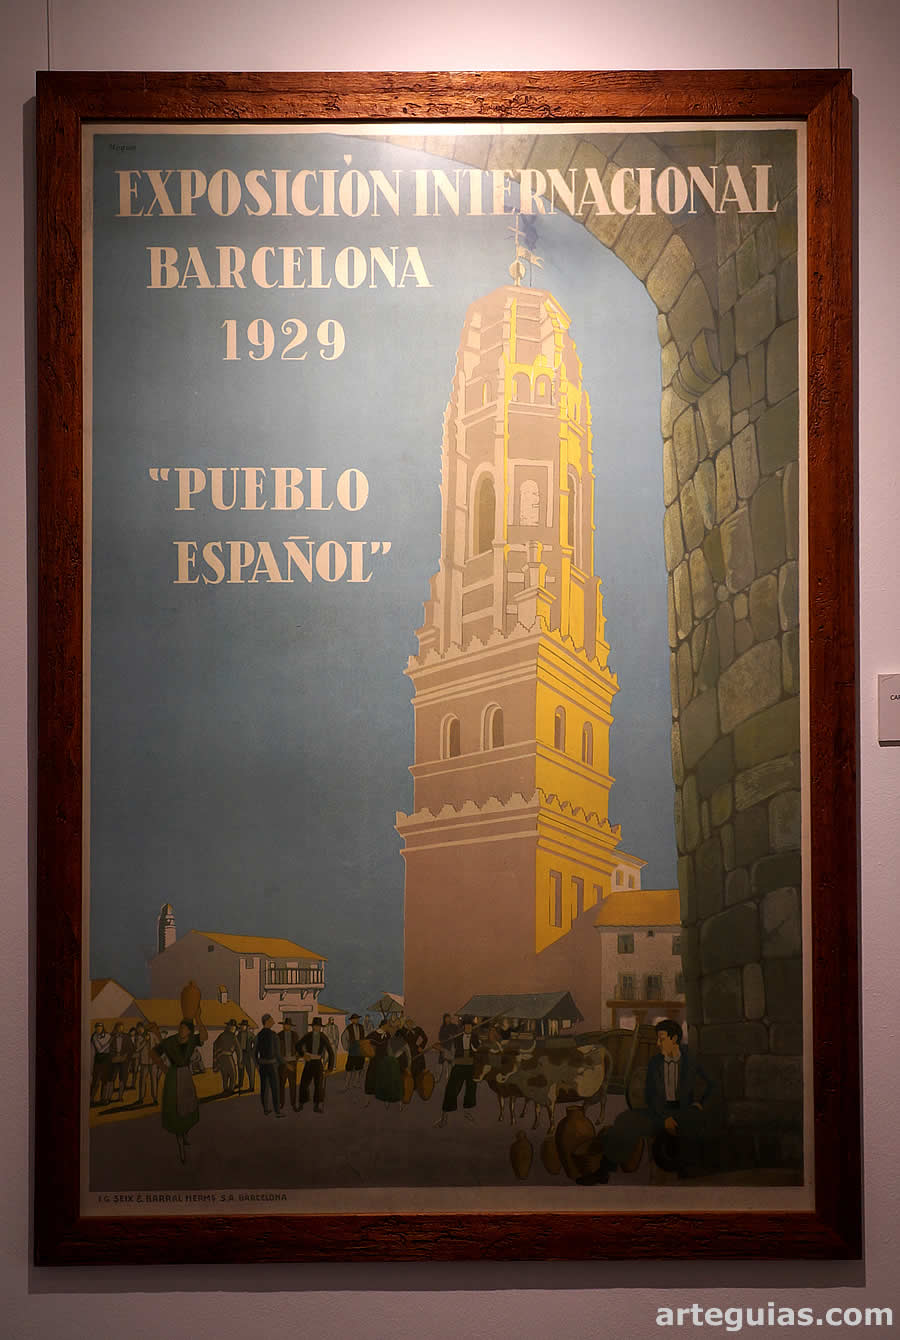 EXPOSICIÓN INTERNACIONAL
BARCELONA
1929
"PUEBLO
ESPAÑOL"
I.G. SEIX & BARRAL HERMS. S.A. BARCELONA
arteguias.com